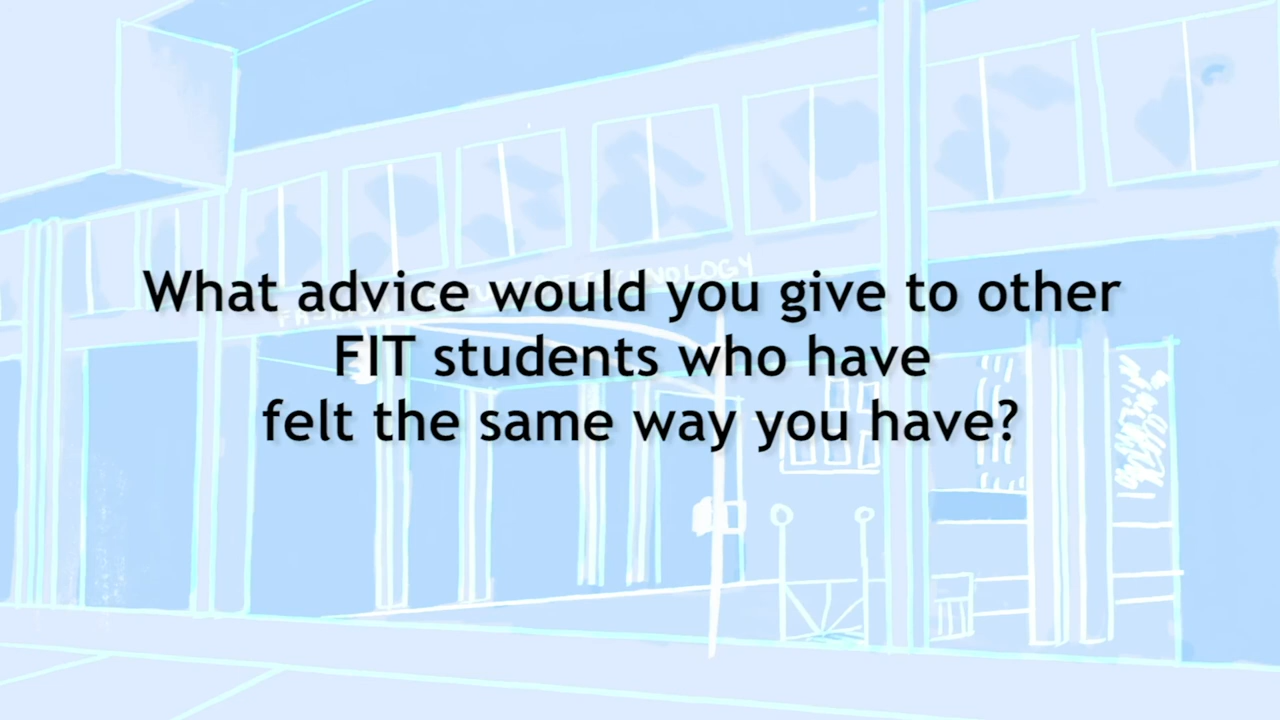 What advice would you give to other
FIT students who have
felt the same way you have?